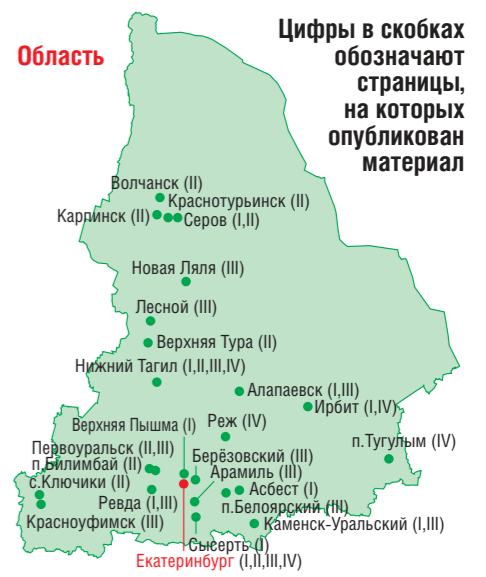 Область
Цифры в скобках
обозначают
страницы,
на которых
опубликован
материал
Волчанск (II)
Краснотурьинск (II)
Карпинск (II)
Серов (I,II)
Новая Ляля (III)
Лесной (III)
Верхняя Тура (II)
Нижний Тагил (I,II,III,IV)
Алапаевск (I,III)
Ирбит (I,IV)
Верхняя Пышма (I)
Реж (IV)
п.Тугулым (IV)
Первоуральск (II,III)
Берёзовский (III)
п.Билимбай (II)
Арамиль (III)
с.Ключики (II)
Асбест (I)
Ревда (I,III)
п.Белоярский (III)
Красноуфимск (III)
Каменск-Уральский (I,III)
Сысерть (I)
Екатеринбург (I,II,III,IV)